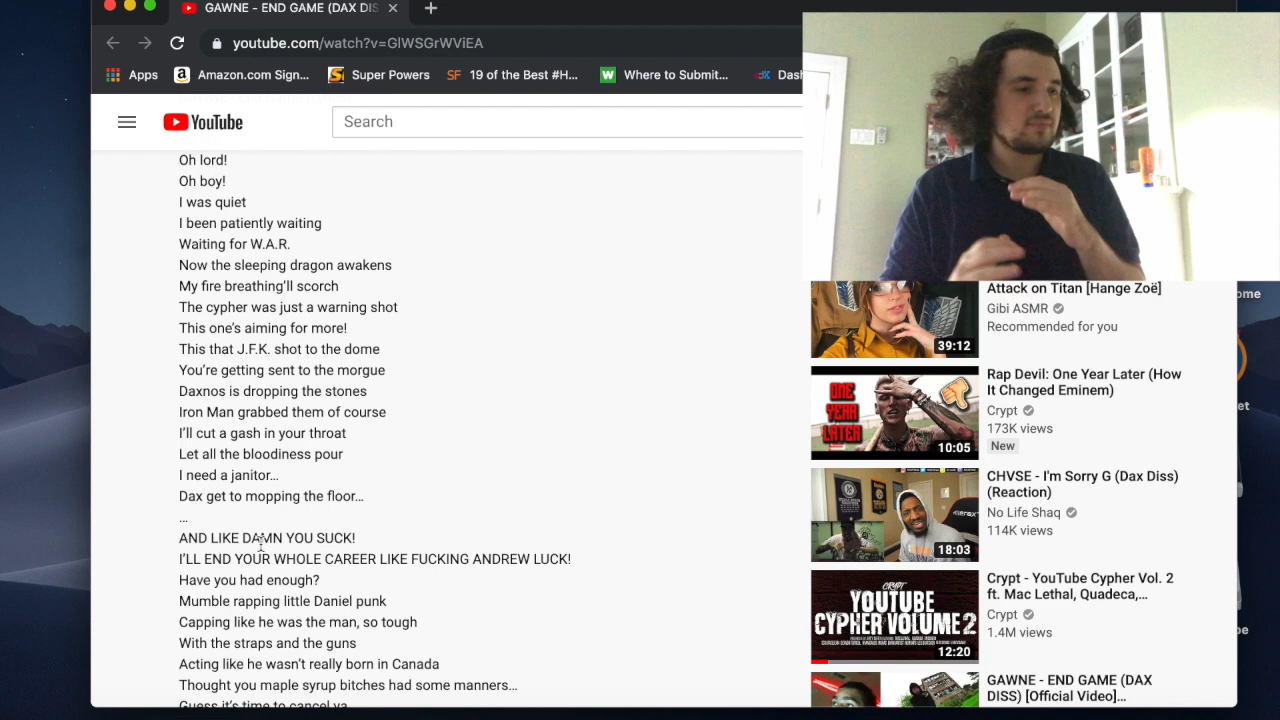 GAWNE - END GAME (DAX DIS
youtube.com/watch?v=GlWSGrWViEA
Apps
Amazon.com Sign...
Super Powers
19 of the Best #H...
Where to Submit...
Dash
YouTube
Search
Oh lord!
Oh boy!
I was quiet
I been patiently waiting
Waiting for W.A.R.
Now the sleeping dragon awakens
My fire breathing'll scorch
The cypher was just a warning shot
This one's aiming for more!
This that J.F.K. shot to the dome
You're getting sent to the morgue
Daxnos is dropping the stones
Iron Man grabbed them of course
I'll cut a gash in your throat
Let all the bloodiness pour
I need a janitor...
Dax get to mopping the floor...
...
AND LIKE DAMN YOU SUCK!
I'LL END YOUR WHOLE CAREER LIKE FUCKING ANDREW LUCK!
Have you had enough?
Mumble rapping little Daniel punk
Capping like he was the man, so tough
With the straps and the guns
Acting like he wasn't really born in Canada
Thought you maple syrup bitches had some manners...
Guess it's time to cancel ya
Attack on Titan [Hange Zoë]
Gibi ASMR
Recommended for you
39:12
ONE YEAR LATER
10:05
Rap Devil: One Year Later (How
It Changed Eminem)
Crypt
173K views
New
18:03
CHVSE - I'm Sorry G (Dax Diss)
(Reaction)
No Life Shaq
114K views
CRYPT
YOUTUBE
CYPHER VOLUME 2
12:20
Crypt - YouTube Cypher Vol. 2
ft. Mac Lethal, Quadeca,...
Crypt
1.4M views
GAWNE - END GAME (DAX
DISS) [Official Video]...